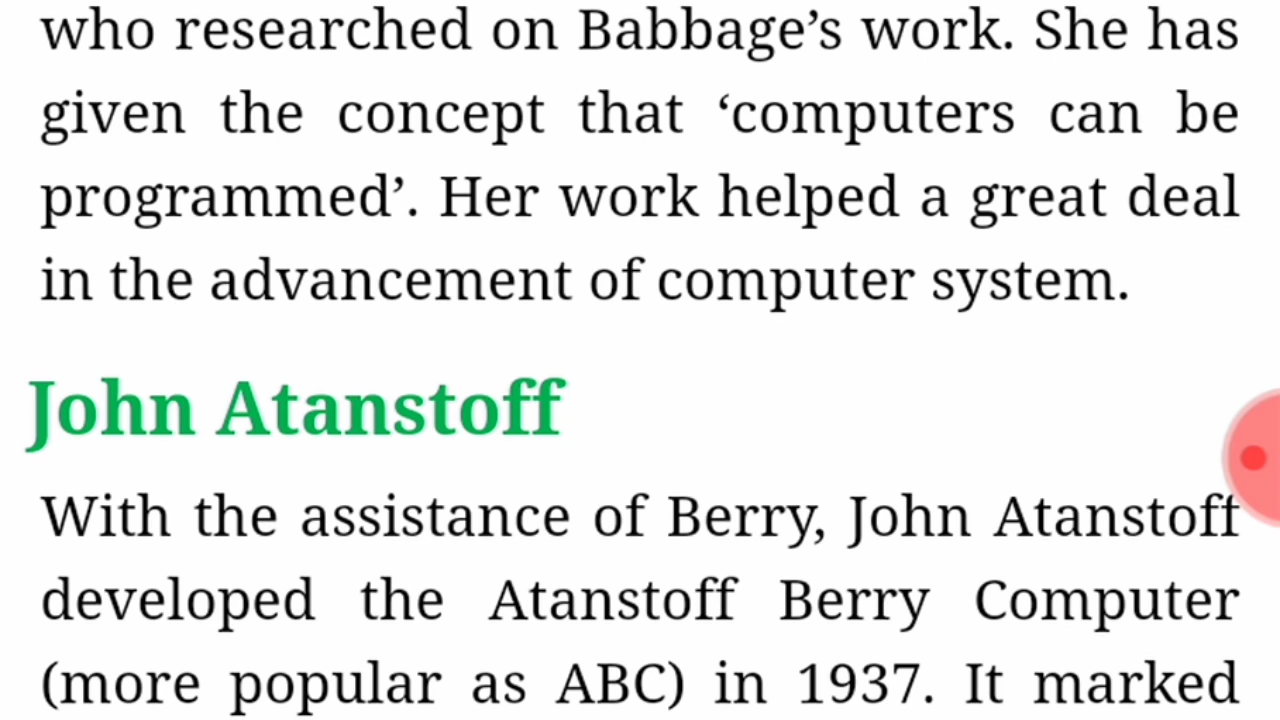 who researched on Babbage’s work. She has
given the concept that ‘computers can be
programmed’. Her work helped a great deal
in the advancement of computer system.
John Atanstoff
With the assistance of Berry, John Atanstoff
developed the Atanstoff Berry Computer
(more popular as ABC) in 1937. It marked